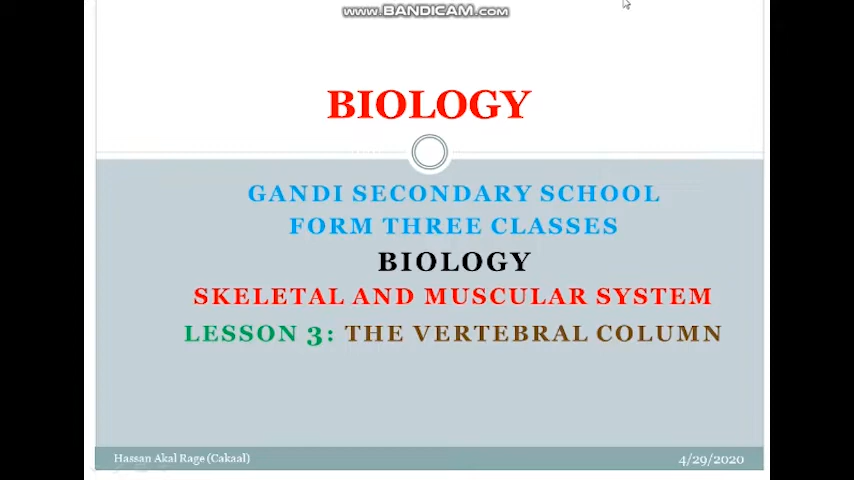 www.BANDICAM.com
BIOLOGY
GANDI SECONDARY SCHOOL
FORM THREE CLASSES
BIOLOGY
SKELETAL AND MUSCULAR SYSTEM
LESSON 3: THE VERTEBRAL COLUMN
Hassan Akal Rage (Cakaal)
4/29/2020